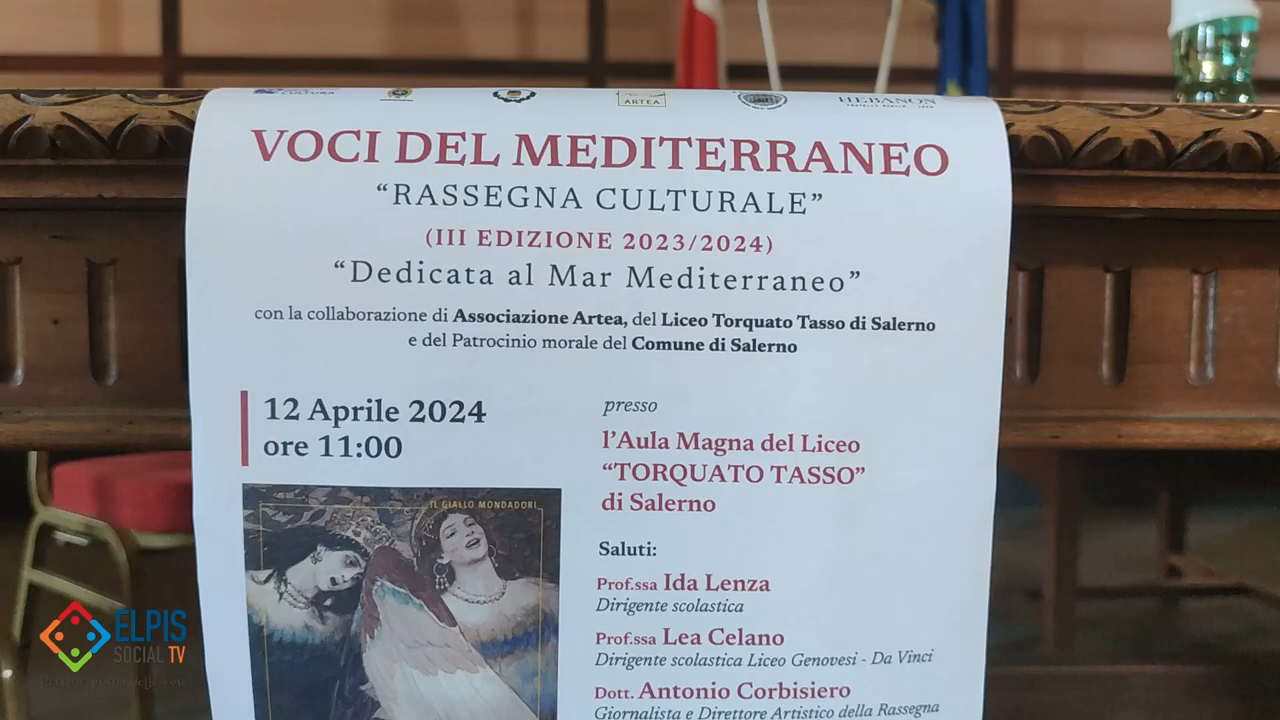 CULTURA
ARTEA
HEBANON
VOCI DEL MEDITERRANEO
“RASSEGNA CULTURALE”
(III EDIZIONE 2023/2024)
“Dedicata al Mar Mediterraneo”
con la collaborazione di Associazione Artea, del Liceo Torquato Tasso di Salerno
e del Patrocinio morale del Comune di Salerno
12 Aprile 2024
ore 11:00
IL GIALLO MONDADORI
presso
l’Aula Magna del Liceo
“TORQUATO TASSO”
di Salerno
Saluti:
Prof.ssa Ida Lenza
Dirigente scolastica
Prof.ssa Lea Celano
Dirigente scolastica Liceo Genovesi - Da Vinci
Dott. Antonio Corbisiero
Giornalista e Direttore Artistico della Rassegna
ELPIS
SOCIAL TV